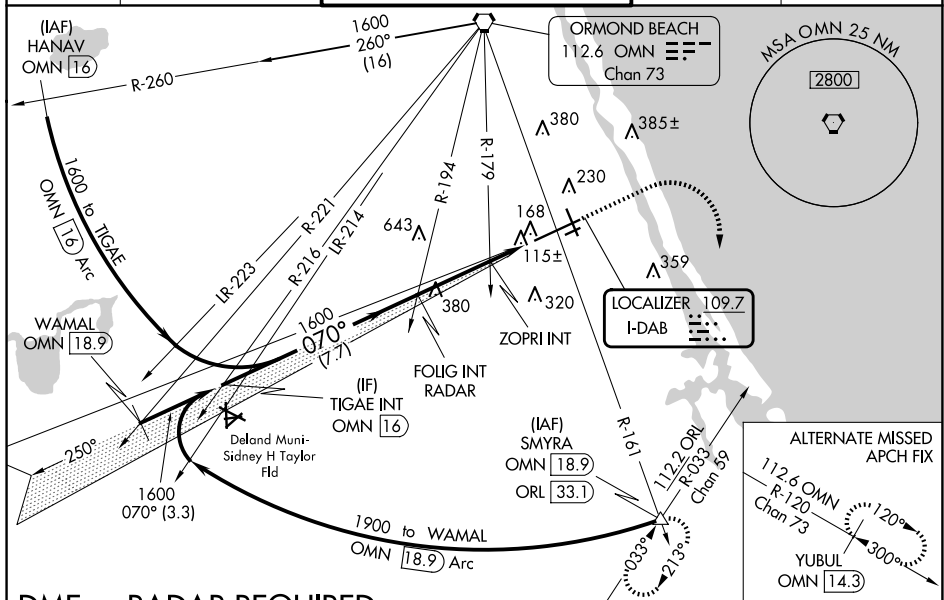 (IAF)
HANAV
OMN 16
1600
260°
(16)
R-260
ORMOND BEACH
112.6 OMN
Chan 73
MSA OMN 25 NM
2800
380
385±
230
R-194
R-179
1600 to TIGAE
OMN 16 Arc
R-221
LR-214
LR-223
R-216
643
168
115±
359
LOCALIZER 109.7
I-DAB
WAMAL
OMN 18.9
1600
070°
(7.7)
380
320
ZOPRI INT
FOLIG INT
RADAR
(IF)
TIGAE INT
OMN 16
Deland Muni-
Sidney H Taylor
Fld
250°
1600
070° (3.3)
(IAF)
SMYRA
OMN 18.9
ORL 33.1
R-161
112.2 ORL
R-033
Chan 59
1900 to WAMAL
OMN 18.9 Arc
033°
213°
ALTERNATE MISSED
APCH FIX
112.6 OMN
R-120
Chan 73
120°
300°
YUBUL
OMN 14.3
RADAR REQUIRED